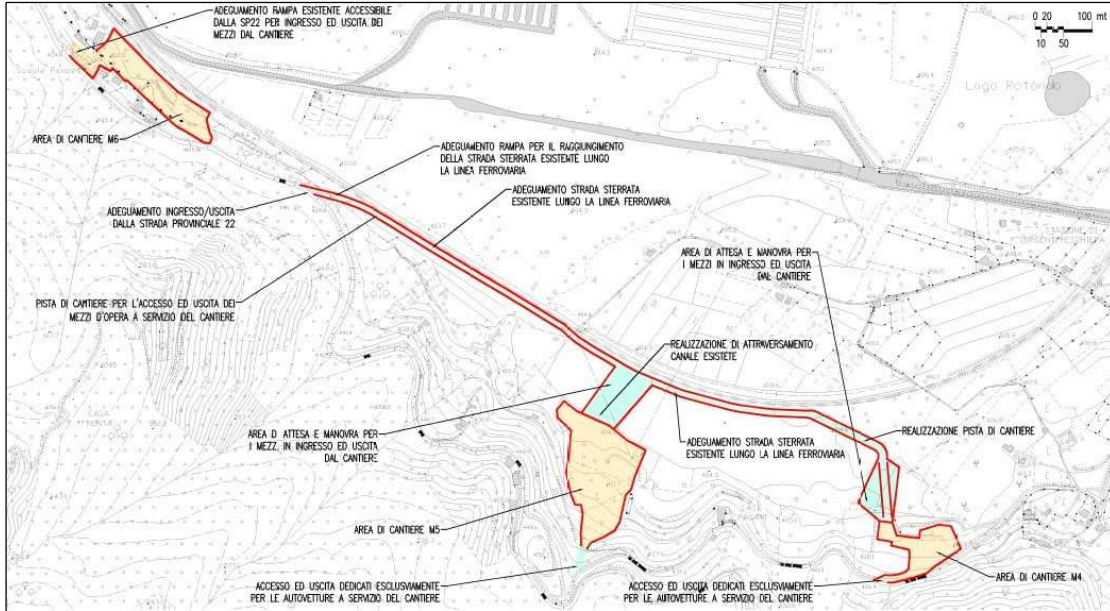 ADEGUAMENTO RAMPA ESISTENTE ACCESSIBILE
DALLA SP22 PER INGRESSO ED USCITA DEI
MEZZI DAL CANTIERE
0 20 100 mt
10 50
Lago Rotondo
AREA DI CANTIERE M6
ADEGUAMENTO RAMPA PER IL RAGGIUNGIMENTO
DELLA STRADA STERRATA ESISTENTE LUNGO
LA LINEA FERROVIARIA
ADEGUAMENTO STRADA STERRATA
ESISTENTE LUNGO LA LINEA FERROVIARIA
ADEGUAMENTO INGRESSO/USCITA
DALLA STRADA PROVINCIALE 22
AREA DI ATTESA E MANOVRA PER
I MEZZI IN INGRESSO ED USCITA
DAL CANTIERE
PISTA DI CANTIERE PER L'ACCESSO ED USCITA DEI
MEZZI D'OPERA A SERVIZIO DEL CANTIERE
REALIZZAZIONE DI ATTRAVERSAMENTO
CANALE ESISTETE
AREA D ATTESA E MANOVRA PER
I MEZZ. IN INGRESSO ED USCITA
DAL CANTIERE
ADEGUAMENTO STRADA STERRATA
ESISTENTE LUNGO LA LINEA FERROVIARIA
REALIZZAZIONE PISTA DI CANTIERE
AREA DI CANTIERE M5
ACCESSO ED USCITA DEDICATI ESCLUSIVAMENTE
PER LE AUTOVETTURE A SERVIZIO DEL CANTIERE
ACCESSO ED USCITA DEDICATI ESCLUSIVAMENTE
PER LE AUTOVETTURE A SERVIZIO DEL CANTIERE
AREA DI CANTIERE M4